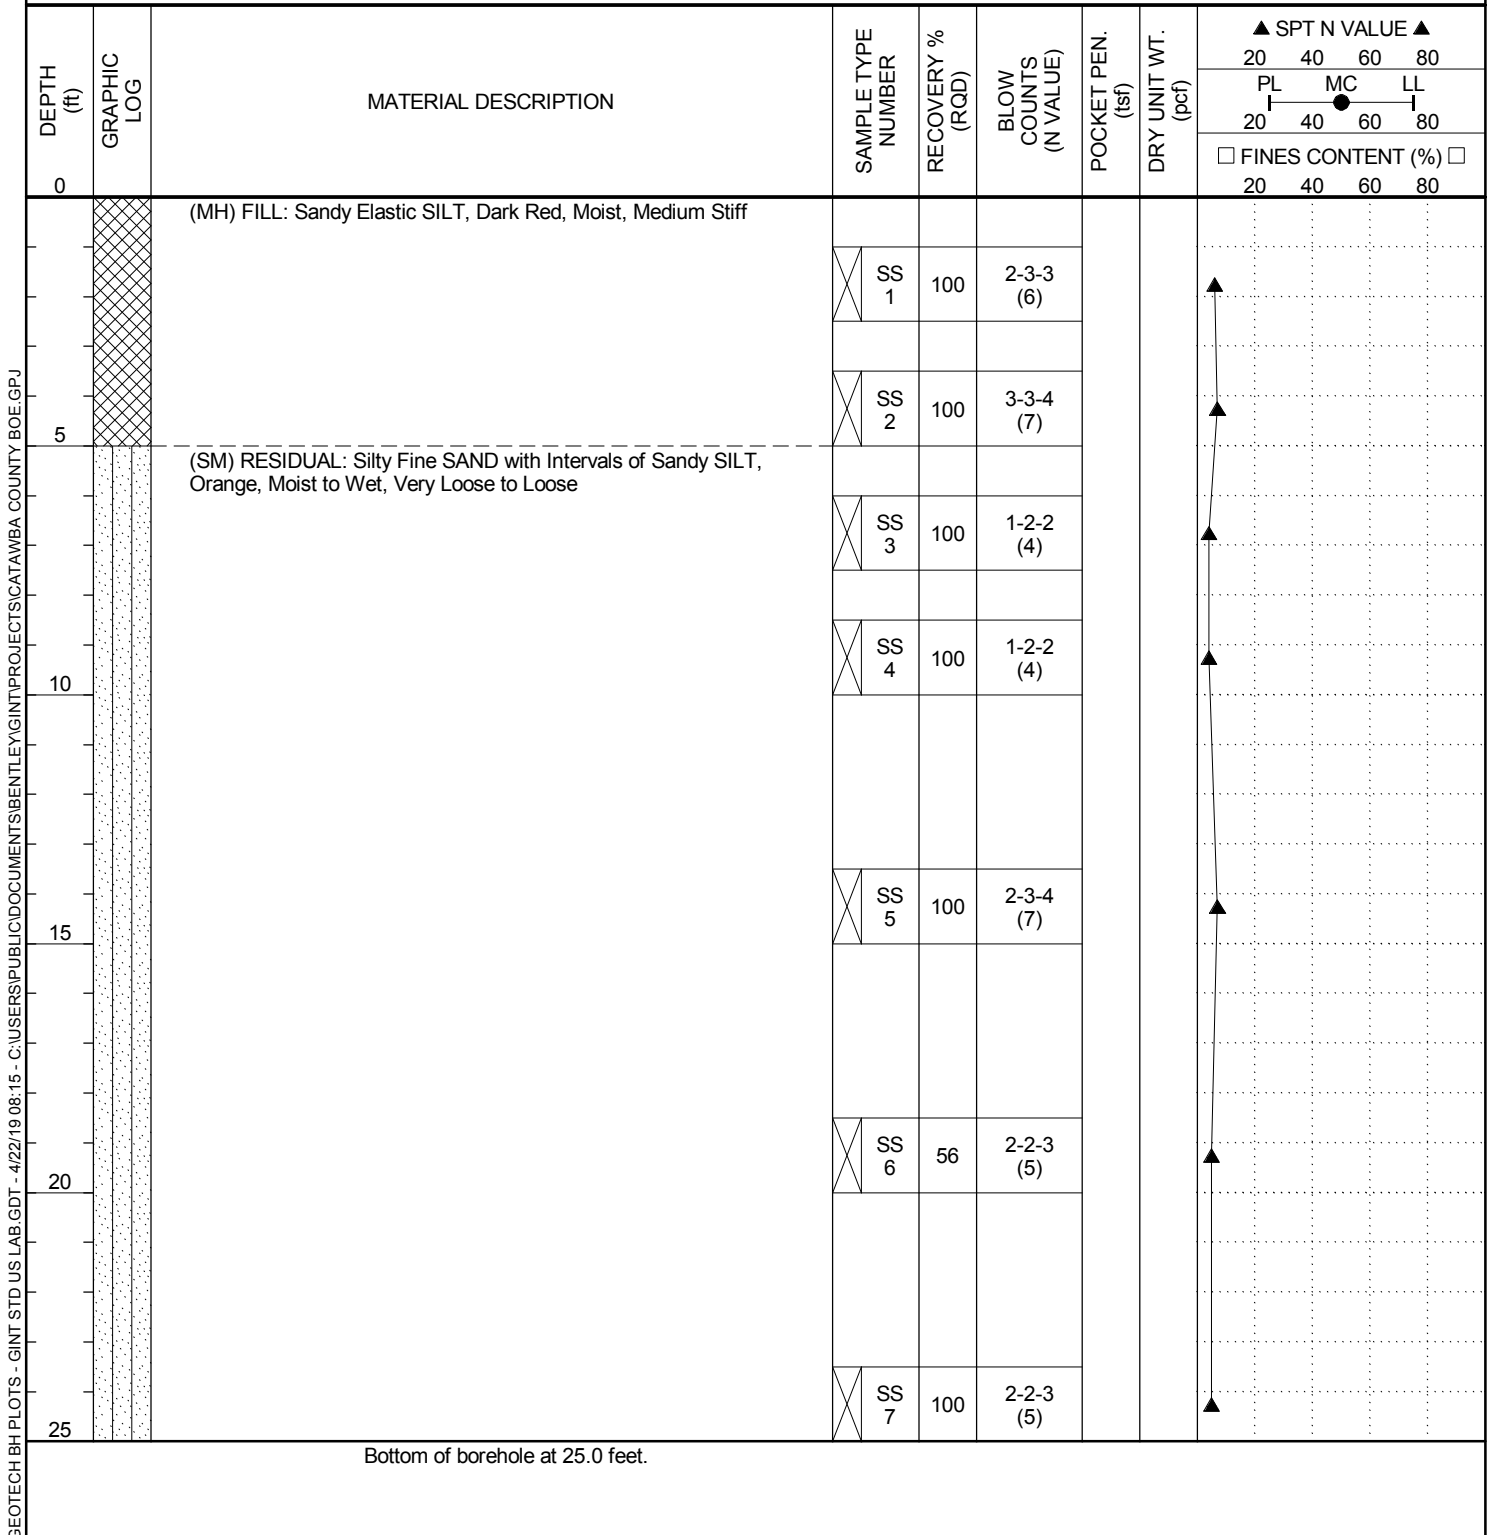 DEPTH
(ft)
GRAPHIC
LOG
MATERIAL DESCRIPTION
SAMPLE TYPE
NUMBER
RECOVERY %
(RQD)
BLOW
COUNTS
(N VALUE)
POCKET PEN.
(tsf)
DRY UNIT WT.
(pcf)
▲ SPT N VALUE ▲
20 40 60 80
PL MC LL
20 40 60 80
□ FINES CONTENT (%) □
20 40 60 80
0
(MH) FILL: Sandy Elastic SILT, Dark Red, Moist, Medium Stiff
SS 100 2-3-3
1 (6)
SS 100 3-3-4
2 (7)
5
(SM) RESIDUAL: Silty Fine SAND with Intervals of Sandy SILT,
Orange, Moist to Wet, Very Loose to Loose
SS 100 1-2-2
3 (4)
SS 100 1-2-2
4 (4)
10
SS 100 2-3-4
5 (7)
15
SS 56 2-2-3
6 (5)
20
SS 100 2-2-3
7 (5)
25
Bottom of borehole at 25.0 feet.
GEOTECH BH PLOTS - GINT STD US LAB.GDT - 4/22/19 08:15 - C:\USERS\PUBLIC\DOCUMENTS\BENTLEY\GINT\PROJECTS\CATAWBA COUNTY BOE.GPJ